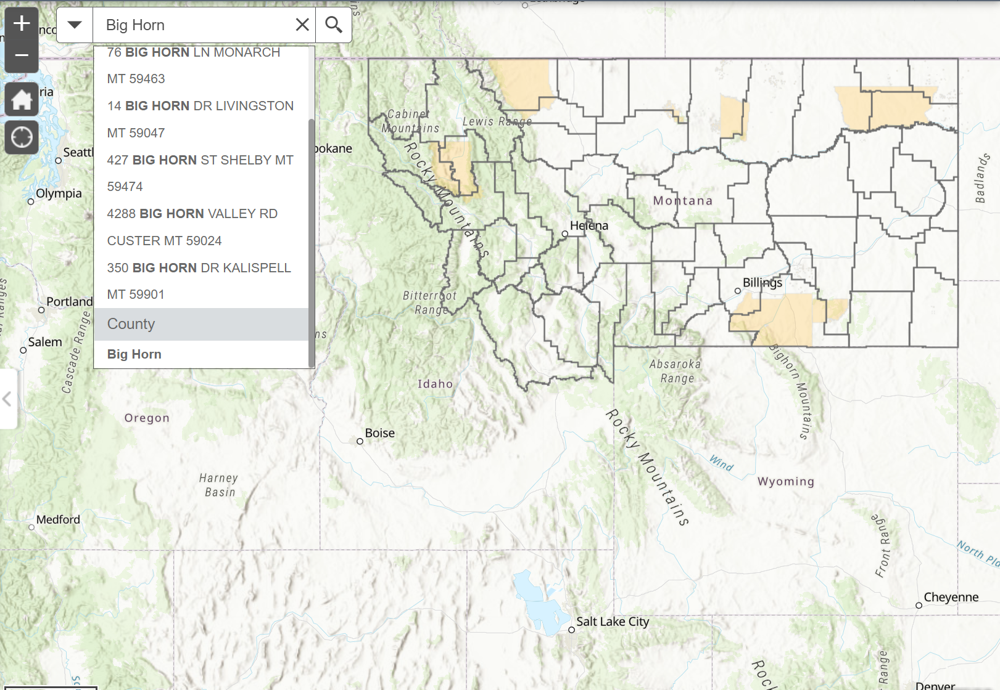 Big Horn
76 BIG HORN LN MONARCH
MT 59463
14 BIG HORN DR LIVINGSTON
MT 59047
427 BIG HORN ST SHELBY MT
59474
4288 BIG HORN VALLEY RD
CUSTER MT 59024
350 BIG HORN DR KALISPELL
MT 59901
County
Big Horn
Cabinet
Mountains
Lewis Range
Rocky Mountains
Montana
Helena
Billings
Badlands
Bitterroot
Range
Absaroka
Range
Bighorn Mountains
Idaho
Boise
Rocky Mountains
Wind
Wyoming
Front Range
North Pla
Cheyenne
Salt Lake City
Denver
Range
Rock
Olympia
Seattl
ria
pokane
Portland
Cascade Range
Salem
Oregon
Harney
Basin
Medford
Ranges
ns